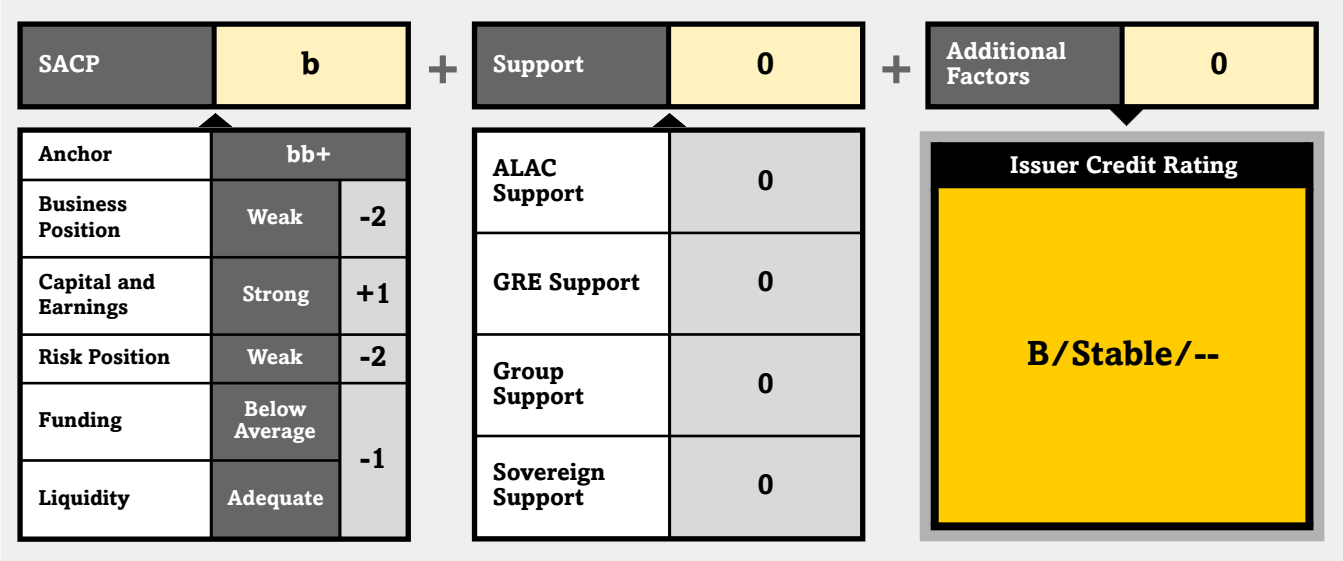 SACP
b
+
Support
0
+
Additional
Factors
0
Anchor
bb+
Business
Position
Weak
-2
Capital and
Earnings
Strong
+1
Risk Position
Weak
-2
Funding
Below
Average
-1
Liquidity
Adequate
ALAC
Support
0
GRE Support
0
Group
Support
0
Sovereign
Support
0
Issuer Credit Rating
B/Stable/--